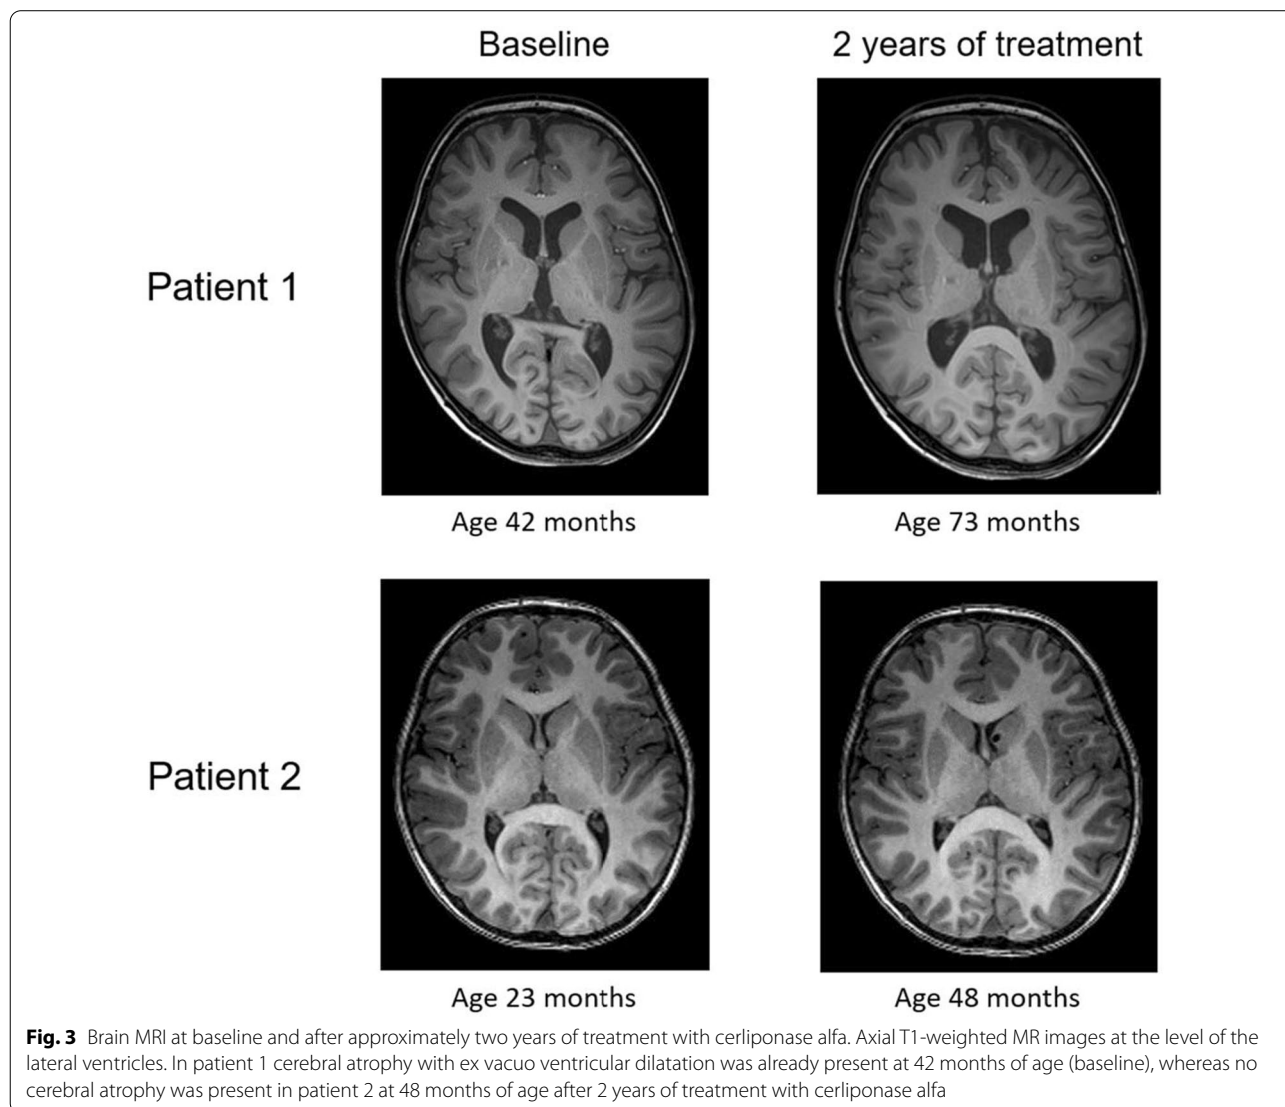 Baseline
2 years of treatment
Patient 1
Age 42 months
Age 73 months
Patient 2
Age 23 months
Age 48 months
Fig. 3 Brain MRI at baseline and after approximately two years of treatment with cerliponase alfa. Axial T1-weighted MR images at the level of the
lateral ventricles. In patient 1 cerebral atrophy with ex vacuo ventricular dilatation was already present at 42 months of age (baseline), whereas no
cerebral atrophy was present in patient 2 at 48 months of age after 2 years of treatment with cerliponase alfa